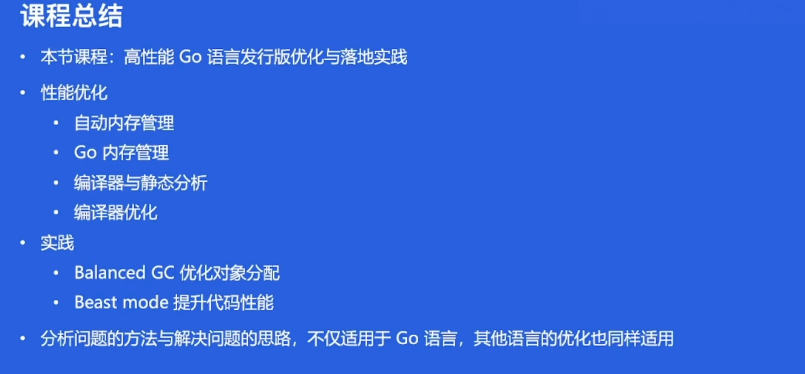 课程总结
• 本节课程：高性能 Go 语言发行版优化与落地实践
• 性能优化
• 自动内存管理
• Go 内存管理
• 编译器与静态分析
• 编译器优化
• 实践
• Balanced GC 优化对象分配
• Beast mode 提升代码性能
• 分析问题的方法与解决问题的思路，不仅适用于 Go 语言，其他语言的优化也同样适用